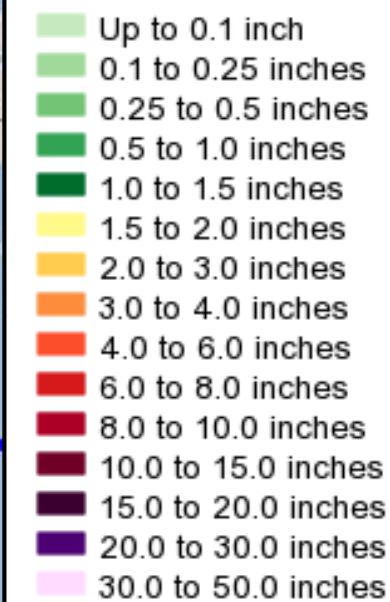 Up to 0.1 inch
0.1 to 0.25 inches
0.25 to 0.5 inches
0.5 to 1.0 inches
1.0 to 1.5 inches
1.5 to 2.0 inches
2.0 to 3.0 inches
3.0 to 4.0 inches
4.0 to 6.0 inches
6.0 to 8.0 inches
8.0 to 10.0 inches
10.0 to 15.0 inches
15.0 to 20.0 inches
20.0 to 30.0 inches
30.0 to 50.0 inches